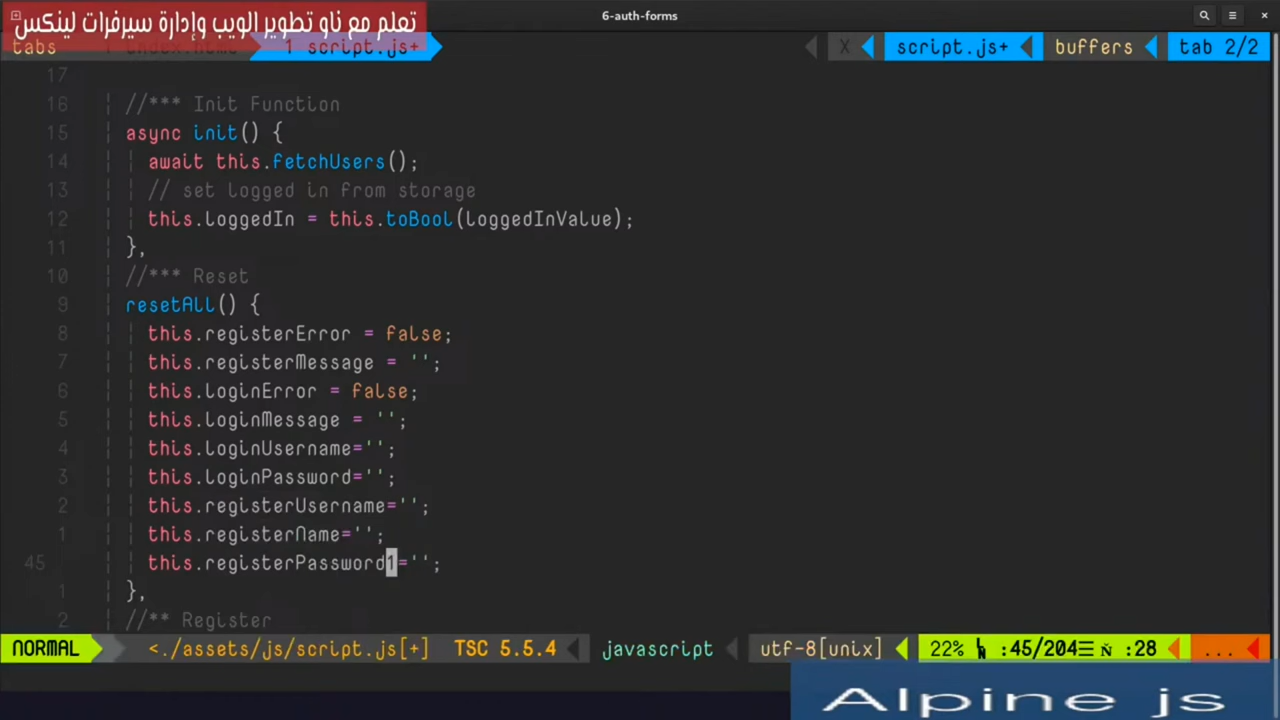 6-auth-forms
تعلم مع ناو تطوير الويب وإدارة سيرفرات لينكس
tabs 1 index.html 1 script.js+ X script.js+ buffers tab 2/2
17
16 //*** Init Function
15 async init() {
14 await this.fetchUsers();
13 // set logged in from storage
12 this.loggedIn = this.toBool(loggedInValue);
11 },
10 //*** Reset
9 resetAll() {
8 this.registerError = false;
7 this.registerMessage = '';
6 this.loginError = false;
5 this.loginMessage = '';
4 this.loginUsername='';
3 this.loginPassword='';
2 this.registerUsername='';
1 this.registerName='';
45 this.registerPassword1='';
1 },
2 //** Register
NORMAL <./assets/js/script.js[+] TSC 5.5.4 javascript utf-8[unix] 22% :45/204☰ :28 ...
Alpine js